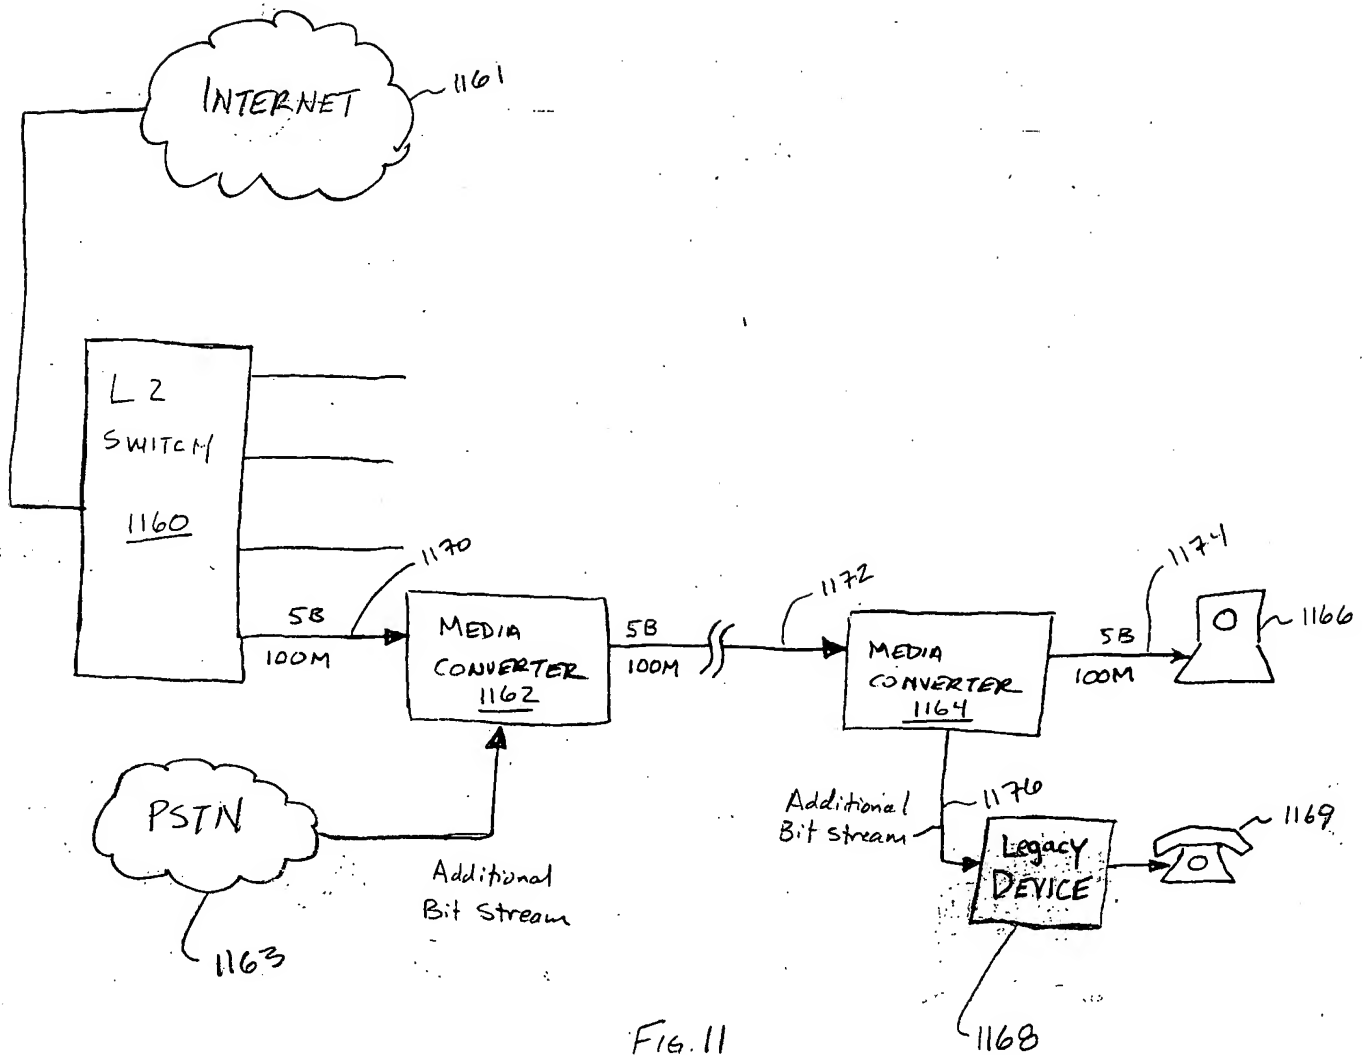 INTERNET
1161
L2
SWITCH
1160
1170
5B
100M
MEDIA
CONVERTER
1162
5B
100M
1172
MEDIA
CONVERTER
1164
1174
5B
100M
1166
PSTN
1163
Additional
Bit Stream
Additional
Bit Stream
1176
Legacy
DEVICE
1169
1168
FIG. 11